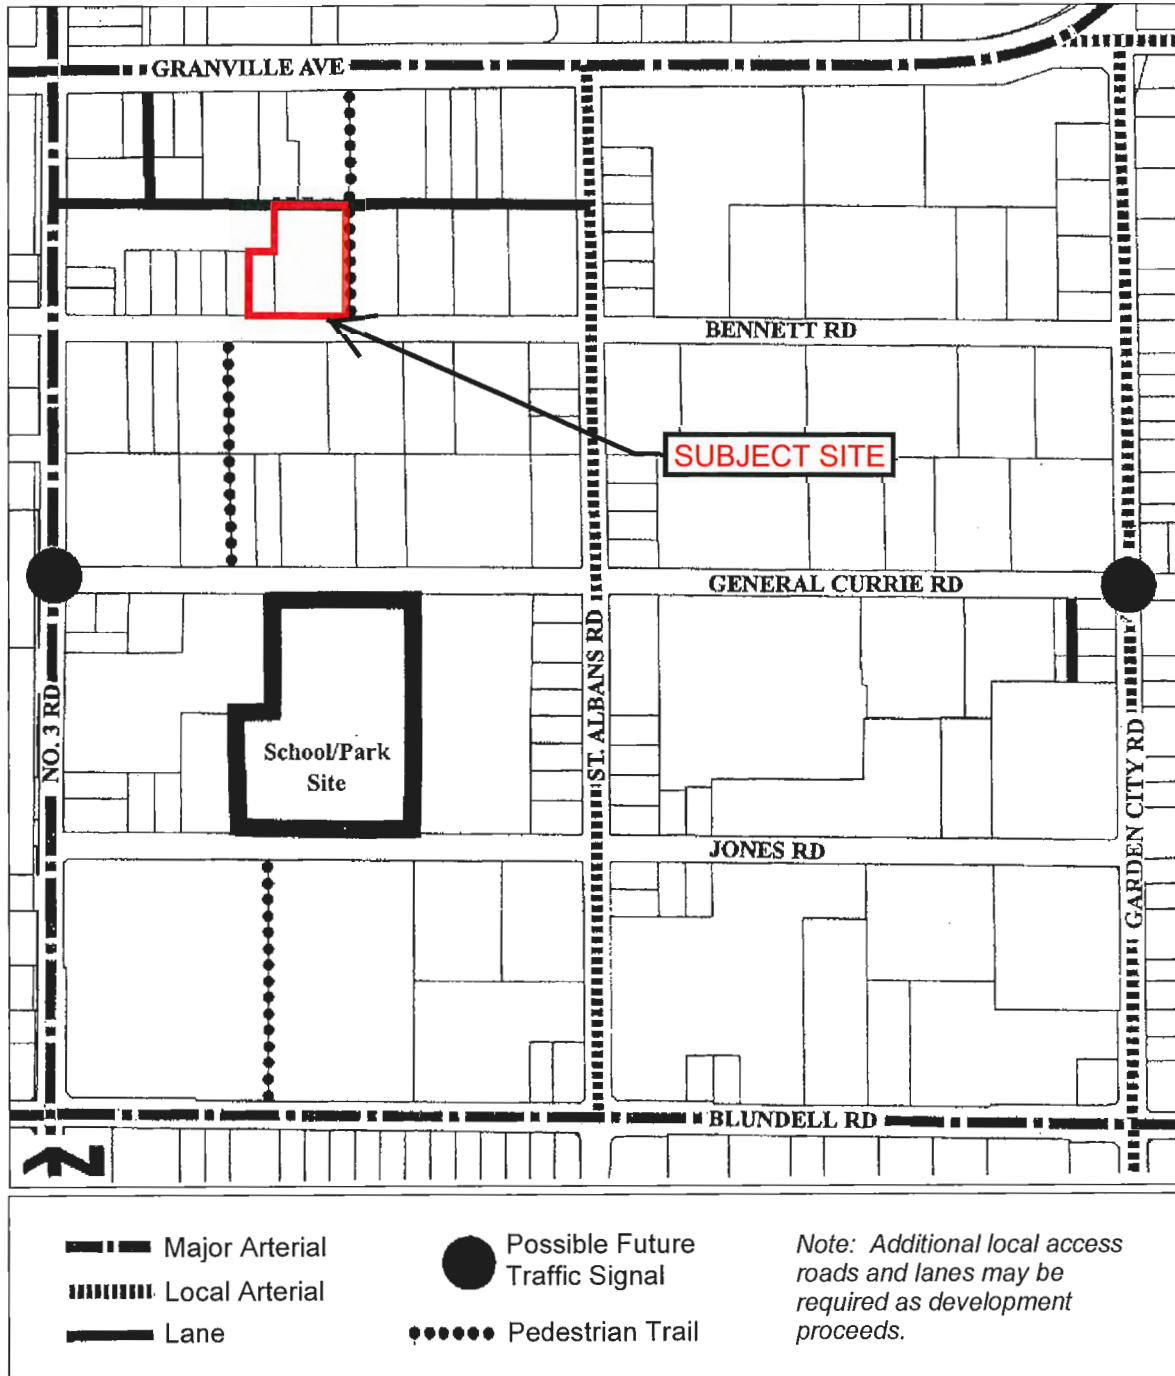 GRANVILLE AVE
BENNETT RD
SUBJECT SITE
GENERAL CURRIE RD
NO. 3 RD
ST. ALBANS RD
GARDEN CITY RD
School/Park
Site
JONES RD
BLUNDELL RD
N
Major Arterial
Local Arterial
Lane
Possible Future
Traffic Signal
Pedestrian Trail
Note: Additional local access
roads and lanes may be
required as development
proceeds.